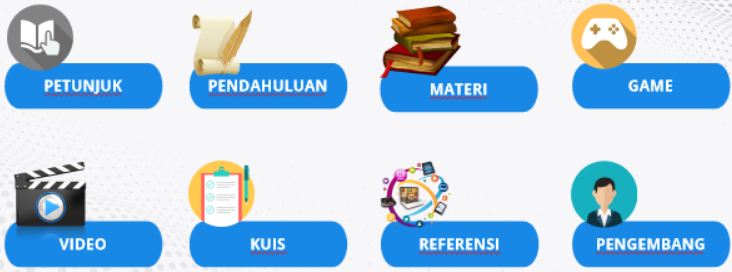 PETUNJUK
PENDAHULUAN
MATERI
GAME
VIDEO
KUIS
REFERENSI
PENGEMBANG